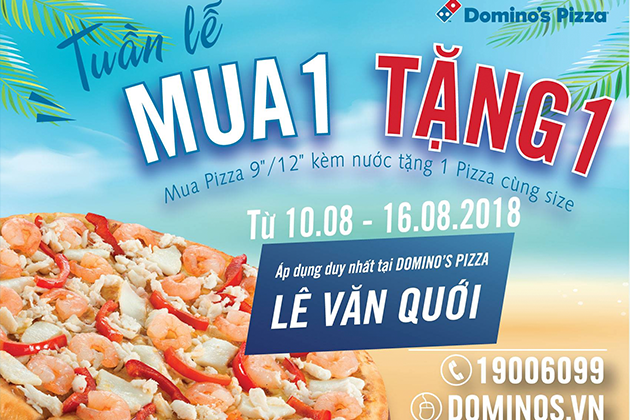 Domino's Pizza
Tuần lễ
MUA 1 TẶNG 1
Mua Pizza 9"/12" kèm nước tặng 1 Pizza cùng size
Từ 10.08 - 16.08.2018
Áp dụng duy nhất tại DOMINO'S PIZZA
LÊ VĂN QUỚI
19006099
DOMINOS.VN